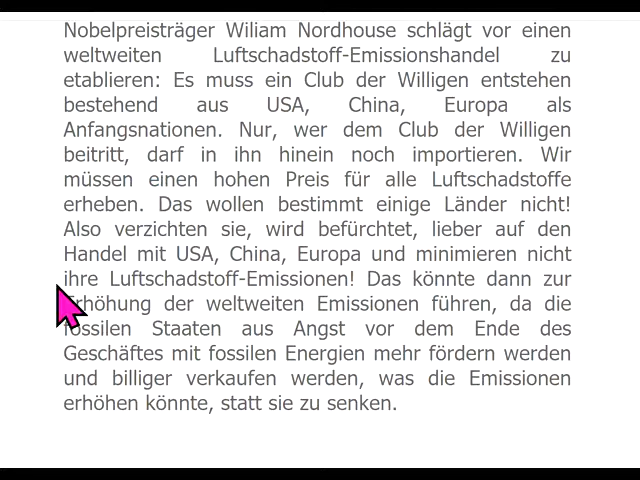 Nobelpreisträger Wiliam Nordhouse schlägt vor einen
weltweiten Luftschadstoff-Emissionshandel zu
etablieren: Es muss ein Club der Willigen entstehen
bestehend aus USA, China, Europa als
Anfangsnationen. Nur, wer dem Club der Willigen
beitritt, darf in ihn hinein noch importieren. Wir
müssen einen hohen Preis für alle Luftschadstoffe
erheben. Das wollen bestimmt einige Länder nicht!
Also verzichten sie, wird befürchtet, lieber auf den
Handel mit USA, China, Europa und minimieren nicht
ihre Luftschadstoff-Emissionen! Das könnte dann zur
Erhöhung der weltweiten Emissionen führen, da die
fossilen Staaten aus Angst vor dem Ende des
Geschäftes mit fossilen Energien mehr fördern werden
und billiger verkaufen werden, was die Emissionen
erhöhen könnte, statt sie zu senken.